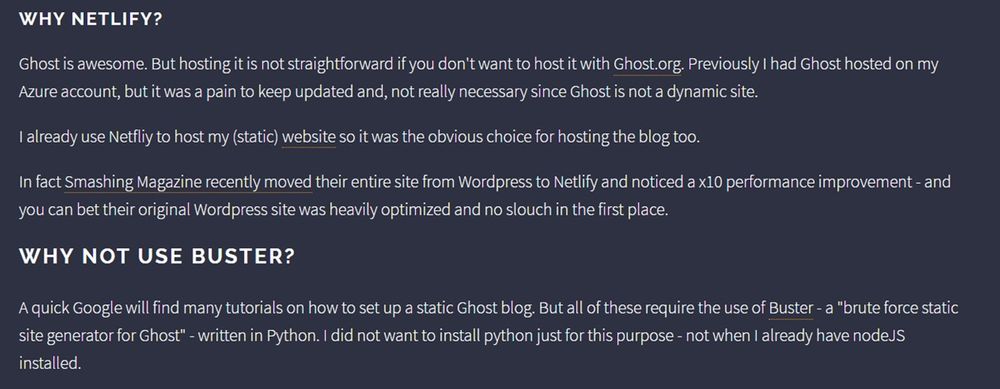 WHY NETLIFY?
Ghost is awesome. But hosting it is not straightforward if you don't want to host it with Ghost.org. Previously I had Ghost hosted on my
Azure account, but it was a pain to keep updated and, not really necessary since Ghost is not a dynamic site.
I already use Netfliy to host my (static) website so it was the obvious choice for hosting the blog too.
In fact Smashing Magazine recently moved their entire site from Wordpress to Netlify and noticed a x10 performance improvement - and
you can bet their original Wordpress site was heavily optimized and no slouch in the first place.
WHY NOT USE BUSTER?
A quick Google will find many tutorials on how to set up a static Ghost blog. But all of these require the use of Buster - a "brute force static
site generator for Ghost" - written in Python. I did not want to install python just for this purpose - not when I already have nodeJS
installed.